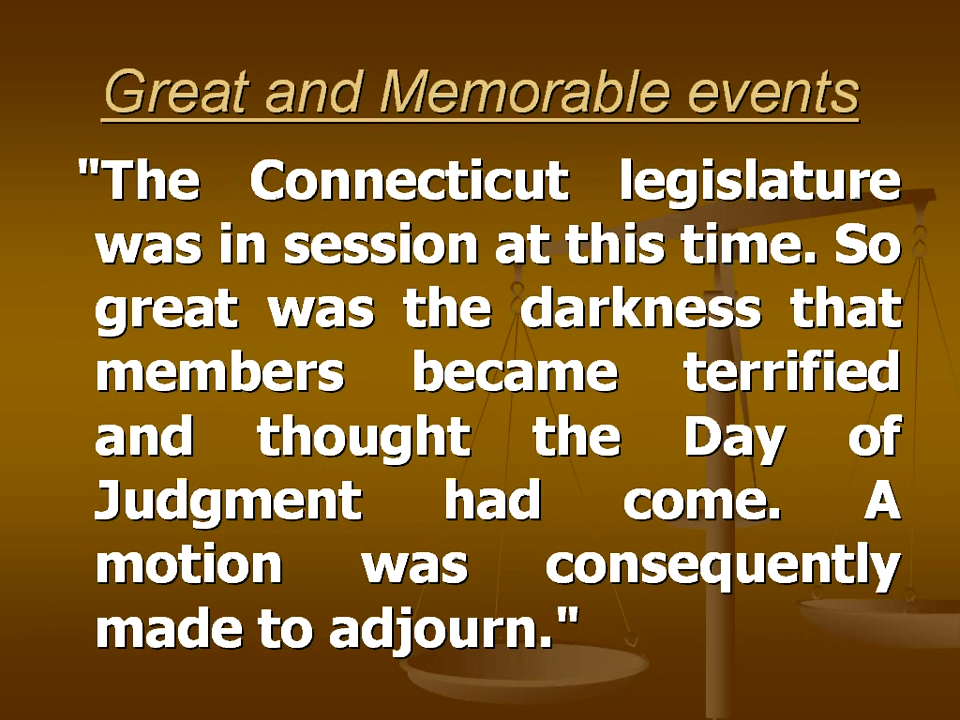 Great and Memorable events
"The Connecticut legislature
was in session at this time. So
great was the darkness that
members became terrified
and thought the Day of
Judgment had come. A
motion was consequently
made to adjourn."